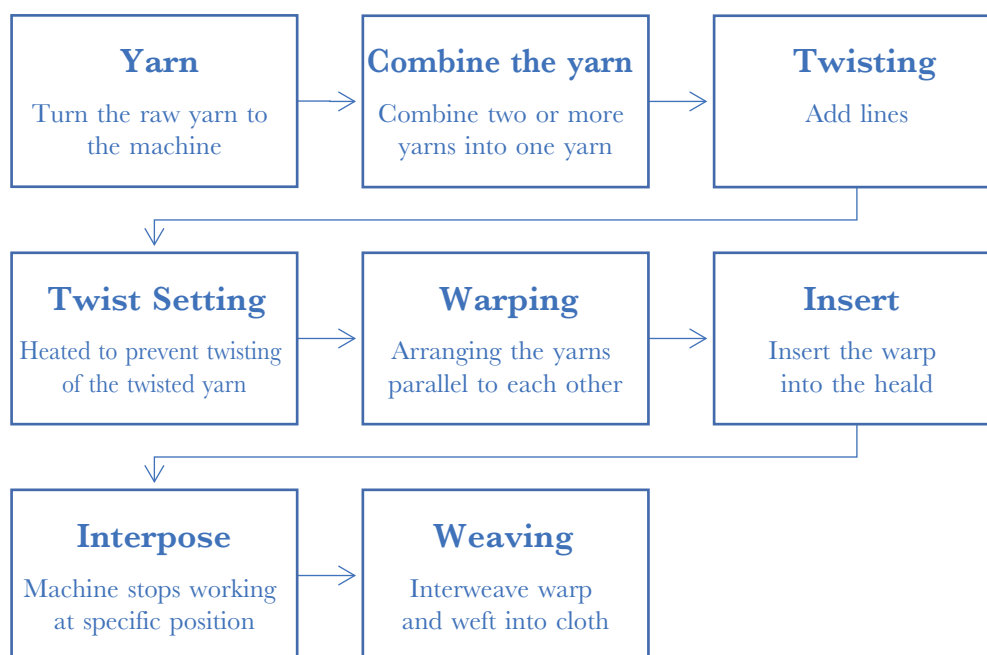 Yarn
Turn the raw yarn to
the machine
Combine the yarn
Combine two or more
yarns into one yarn
Twisting
Add lines
Twist Setting
Heated to prevent twisting
of the twisted yarn
Warping
Arranging the yarns
parallel to each other
Insert
Insert the warp
into the heald
Interpose
Machine stops working
at specific position
Weaving
Interweave warp
and weft into cloth